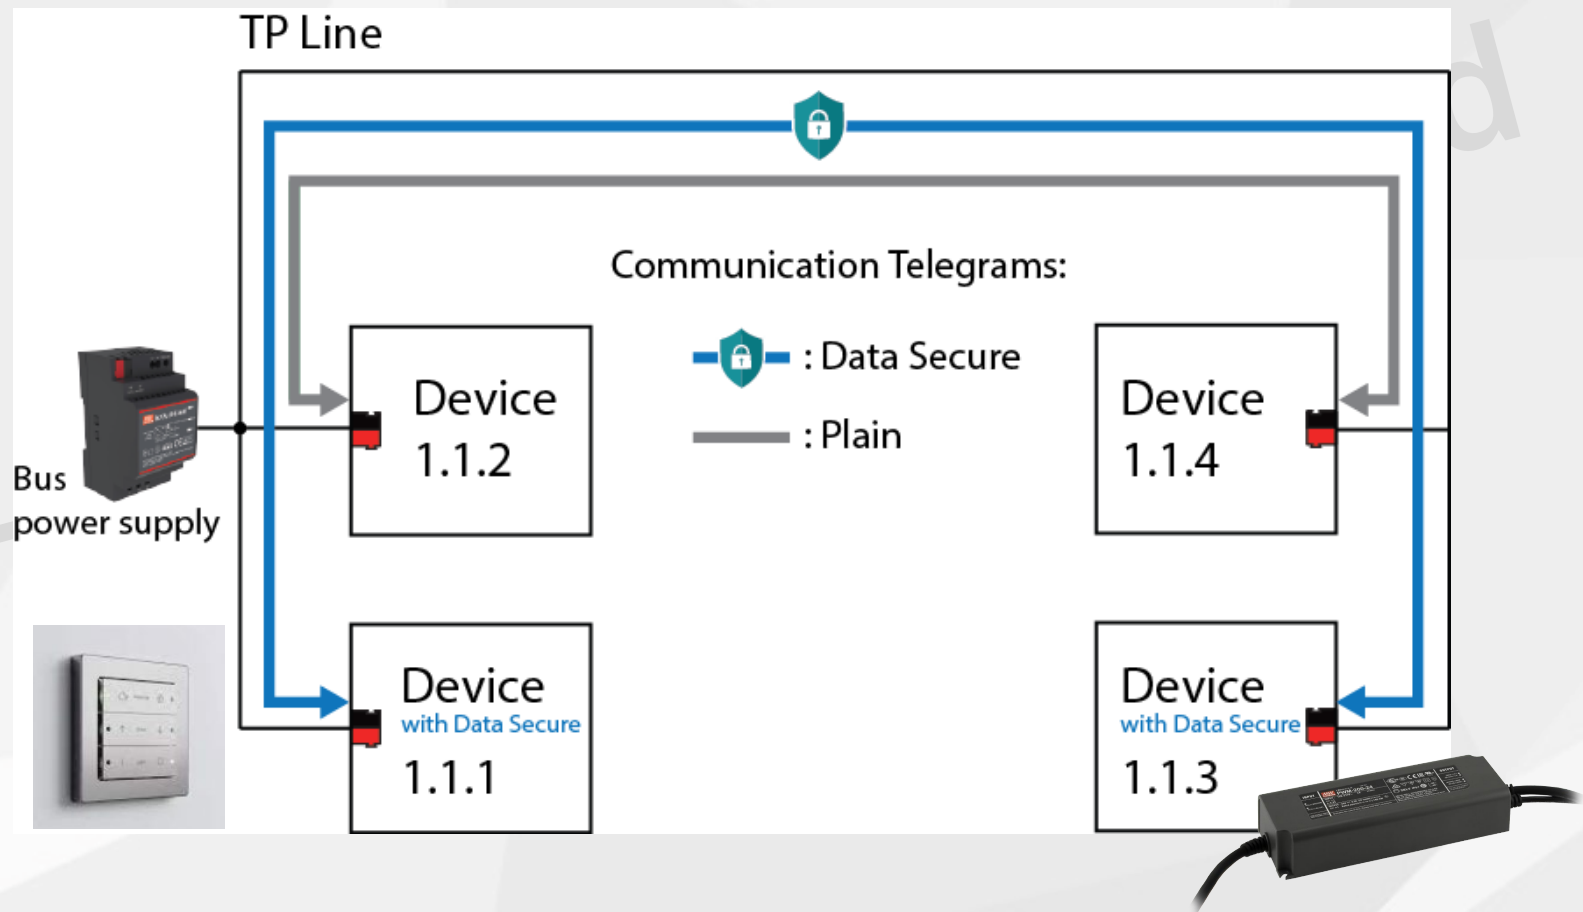 TP Line
Communication Telegrams:
: Data Secure
: Plain
Device
1.1.2
Device
1.1.4
Bus
power supply
Device
with Data Secure
1.1.1
Device
with Data Secure
1.1.3